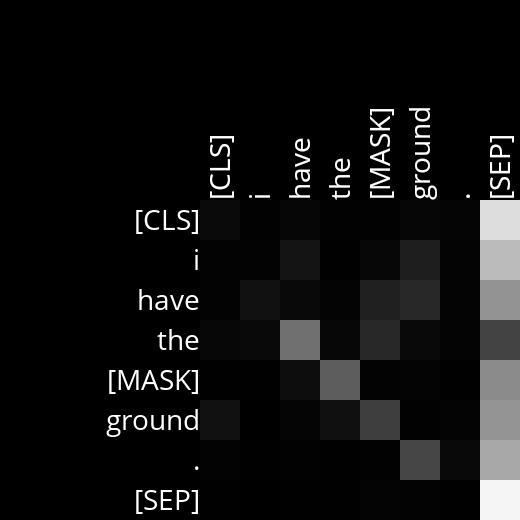 [CLS] i have the [MASK] ground . [SEP]
[CLS]
i
have
the
[MASK]
ground
.
[SEP]